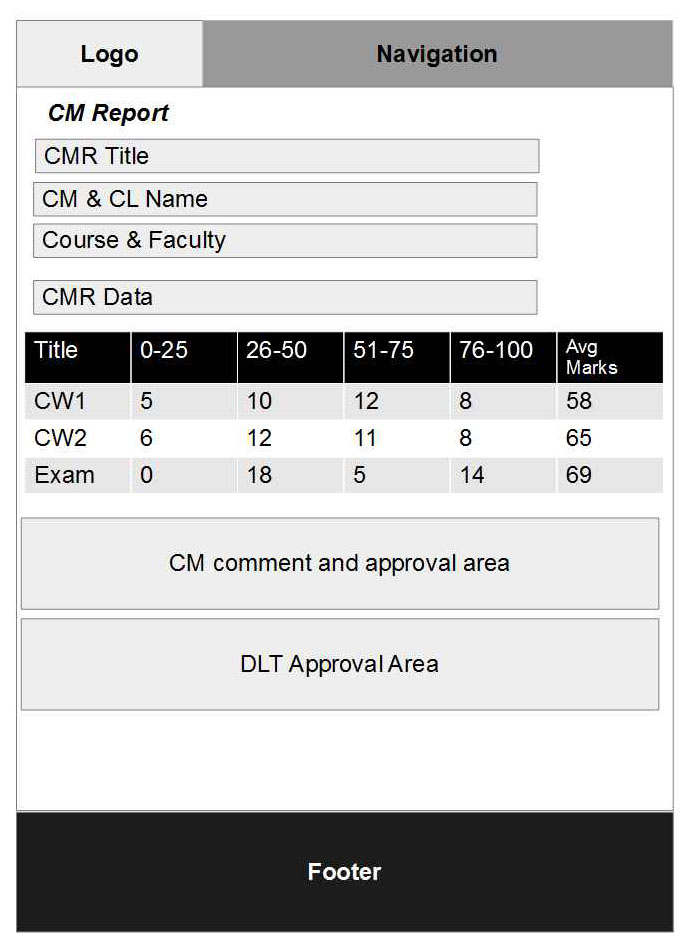 Logo
Navigation
CM Report
CMR Title
CM & CL Name
Course & Faculty
CMR Data
Title 0-25 26-50 51-75 76-100 Avg Marks
CW1 5 10 12 8 58
CW2 6 12 11 8 65
Exam 0 18 5 14 69
CM comment and approval area
DLT Approval Area
Footer